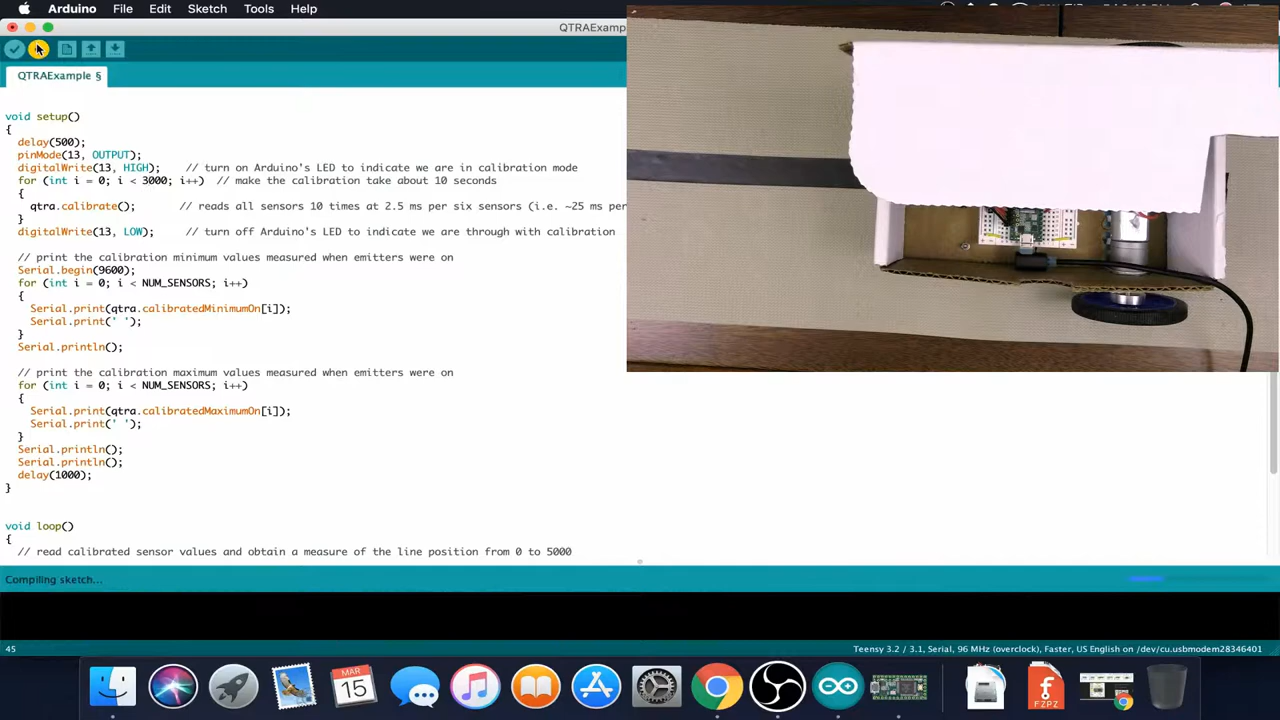 Arduino File Edit Sketch Tools Help
QTRAExamp
QTRAExample §
void setup()
{
delay(500);
pinMode(13, OUTPUT);
digitalWrite(13, HIGH); // turn on Arduino's LED to indicate we are in calibration mode
for (int i = 0; i < 3000; i++) // make the calibration take about 10 seconds
{
qtra.calibrate(); // reads all sensors 10 times at 2.5 ms per six sensors (i.e. ~25 ms per
}
digitalWrite(13, LOW); // turn off Arduino's LED to indicate we are through with calibration
// print the calibration minimum values measured when emitters were on
Serial.begin(9600);
for (int i = 0; i < NUM_SENSORS; i++)
{
Serial.print(qtra.calibratedMinimumOn[i]);
Serial.print(' ');
}
Serial.println();
// print the calibration maximum values measured when emitters were on
for (int i = 0; i < NUM_SENSORS; i++)
{
Serial.print(qtra.calibratedMaximumOn[i]);
Serial.print(' ');
}
Serial.println();
Serial.println();
delay(1000);
}
void loop()
{
// read calibrated sensor values and obtain a measure of the line position from 0 to 5000
Compiling sketch...
45
Teensy 3.2 / 3.1, Serial, 96 MHz (overclock), Faster, US English on /dev/cu.usbmodem28346401
MAR
15
FZPZ